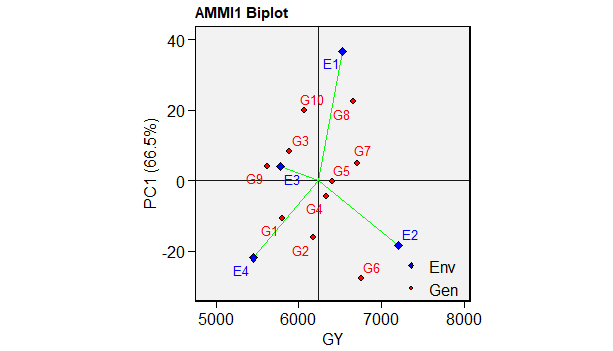 AMMI1 Biplot
40
E1
G10
G8
20
G3
G7
G9
E3
G5
0
G4
G1
G2
E2
-20
E4
G6
Env
Gen
PC1 (66.5%)
5000 6000 7000 8000
GY